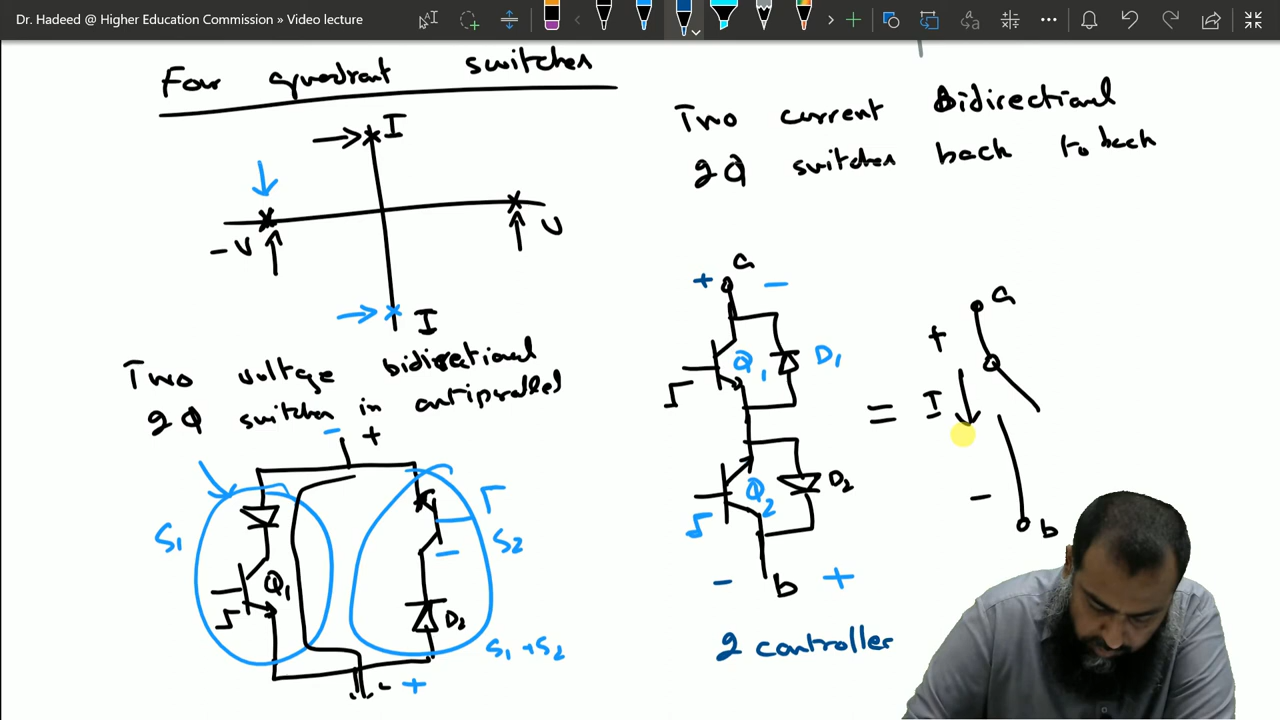 Dr. Hadeed @ Higher Education Commission » Video lecture
Four quadrant switches
I
-V
V
I
Two voltage bidirectional
2Q switches in antiparallel
- +
S1
Q1
S2
-
D2
S1 + S2
+
Two current Bidirectional
2Q switches back to back
a
+ -
Q1
D1
Q2
D2
- b +
2 controller
=
a
+
I
-
b